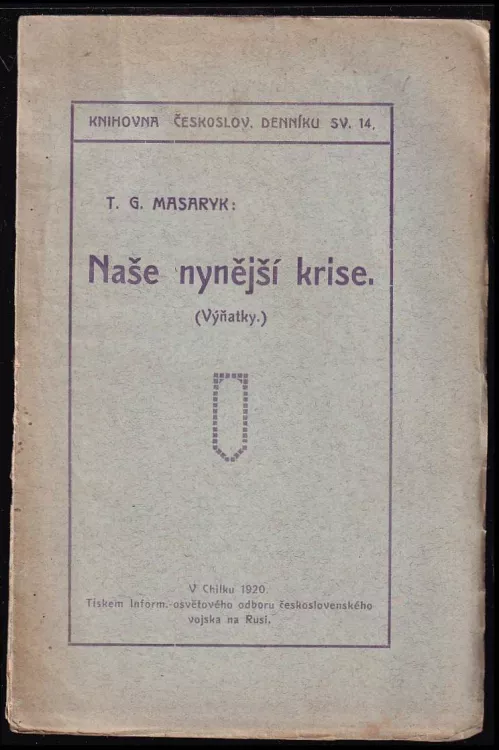 KNIHOVNA ČESKOSLOV. DENNÍKU SV. 14.
T. G. MASARYK:
Naše nynější krise.
(Výňatky.)
V Chilku 1920.
Tiskem Inform.-osvětového odboru československého
vojska na Rusi.